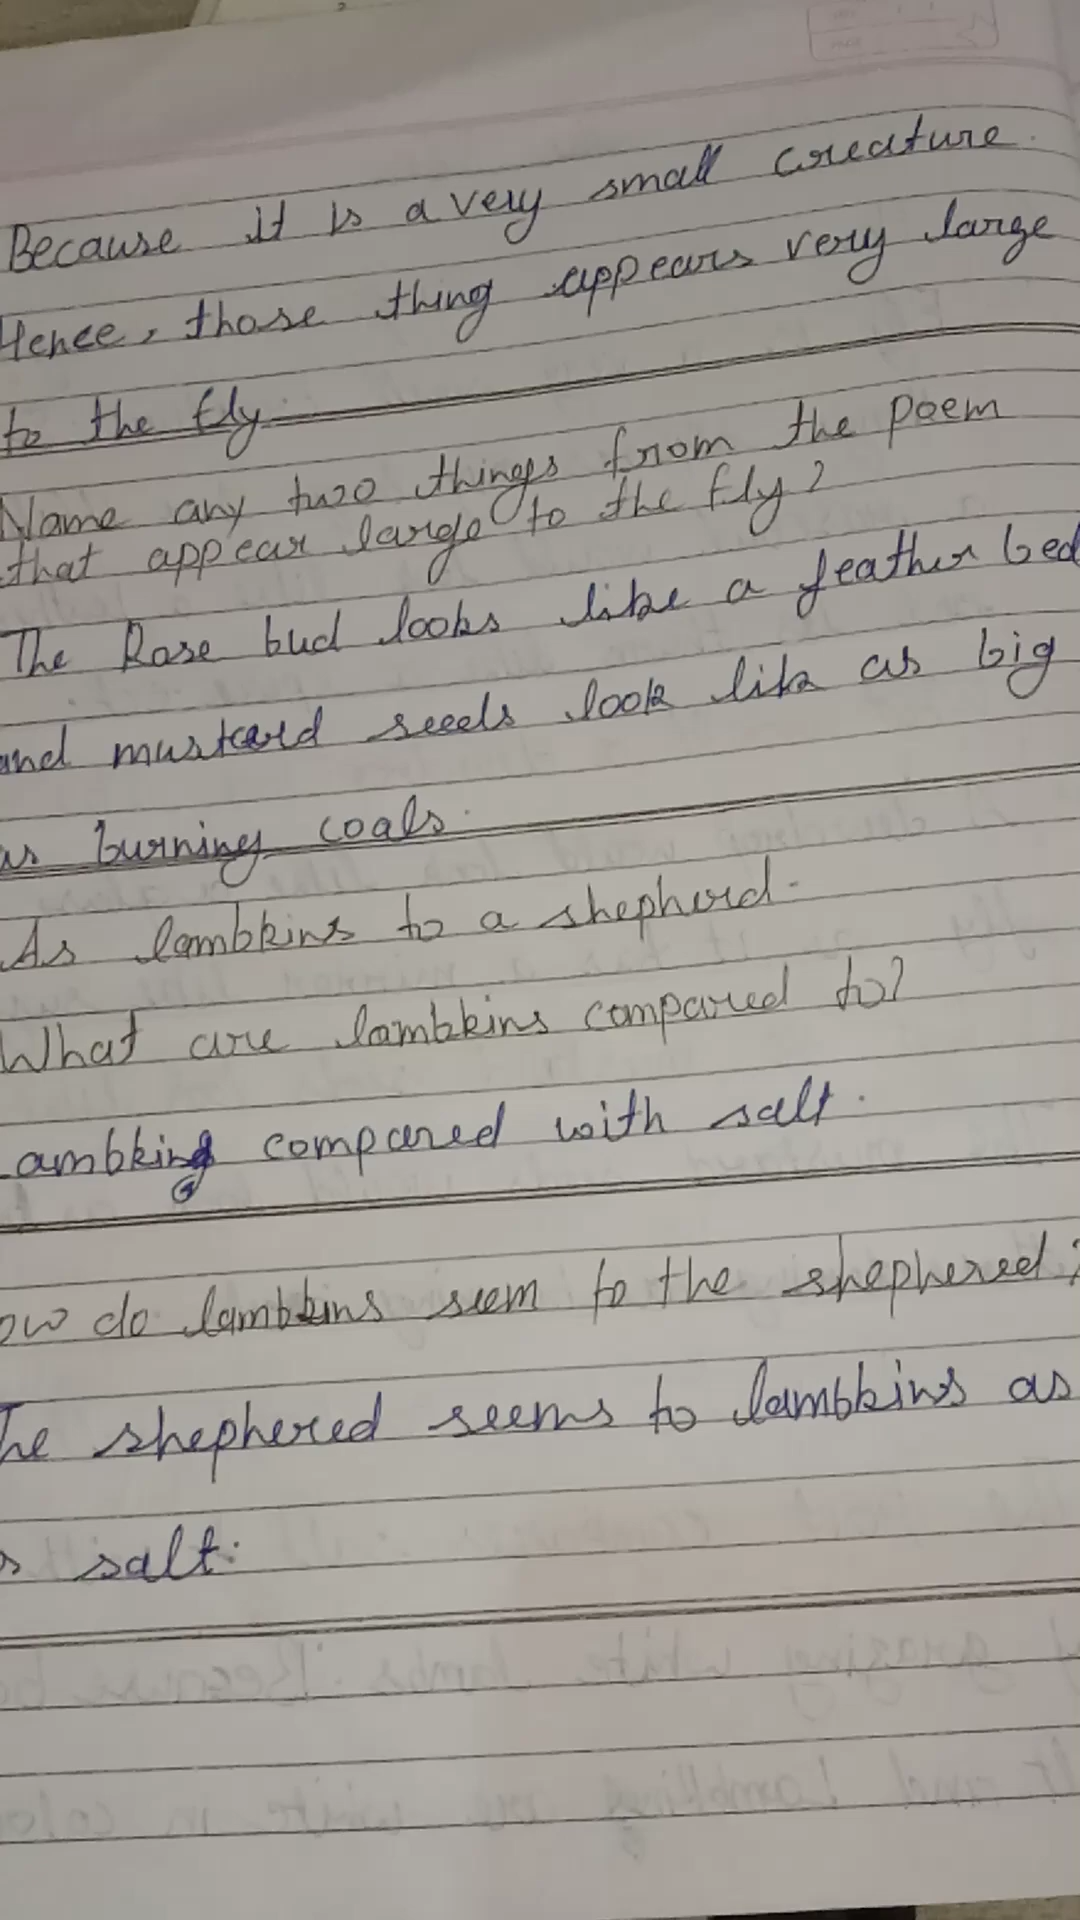 Because it is a very small creature.
Hence, those thing appears very large
to the fly.
Name any two things from the poem
that appear large to the fly?
The Rose bud looks like a feather bed
and mustard seeds look like as big
as burning coals.
As lambkins to a shepherd.
What are lambkins compared to?
Lambking compared with salt.
ow do lambkins seem to the shephered?
The shephered seems to lambkins as
salt.